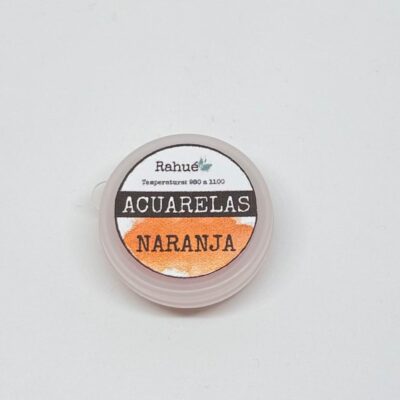 Rahué
Temperatura: 980 a 1100
ACUARELAS
NARANJA